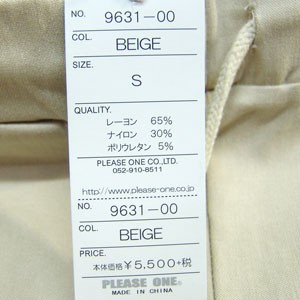 NO. 9631-00
COL. BEIGE
SIZE. S
QUALITY.
レーヨン 65%
ナイロン 30%
ポリウレタン 5%
PLEASE ONE CO.,LTD.
052-910-8511
http://www.please-one.co.jp
NO. 9631-00
COL. BEIGE
PRICE.
本体価格¥5,500+税
PLEASE ONE.
MADE IN CHINA